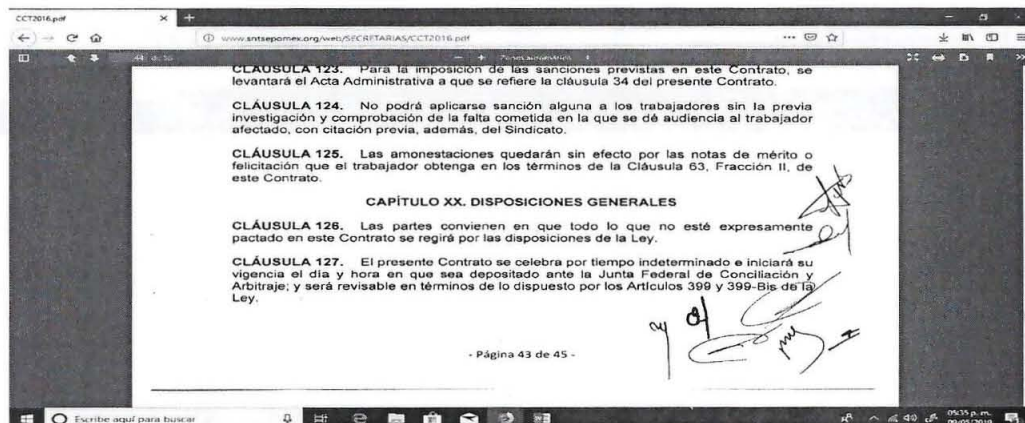 CCT2016.pdf
www.sntsepomex.org/web/SECRETARIAS/CCT2016.pdf
44 de
CLÁUSULA 123. Para la imposición de las sanciones previstas en este Contrato, se
levantará el Acta Administrativa a que se refiere la cláusula 34 del presente Contrato.
CLÁUSULA 124. No podrá aplicarse sanción alguna a los trabajadores sin la previa
investigación y comprobación de la falta cometida en la que se dé audiencia al trabajador
afectado, con citación previa, además, del Sindicato.
CLÁUSULA 125. Las amonestaciones quedarán sin efecto por las notas de mérito o
felicitación que el trabajador obtenga en los términos de la Cláusula 63, Fracción II, de
este Contrato.
CAPÍTULO XX. DISPOSICIONES GENERALES
CLÁUSULA 126. Las partes convienen en que todo lo que no esté expresamente
pactado en este Contrato se regirá por las disposiciones de la Ley.
CLÁUSULA 127. El presente Contrato se celebra por tiempo indeterminado e iniciará su
vigencia el día y hora en que sea depositado ante la Junta Federal de Conciliación y
Arbitraje; y será revisable en términos de lo dispuesto por los Artículos 399 y 399-Bis de la
Ley.
- Página 43 de 45 -
Escribe aquí para buscar
05:35 p. m.
09/05/2019